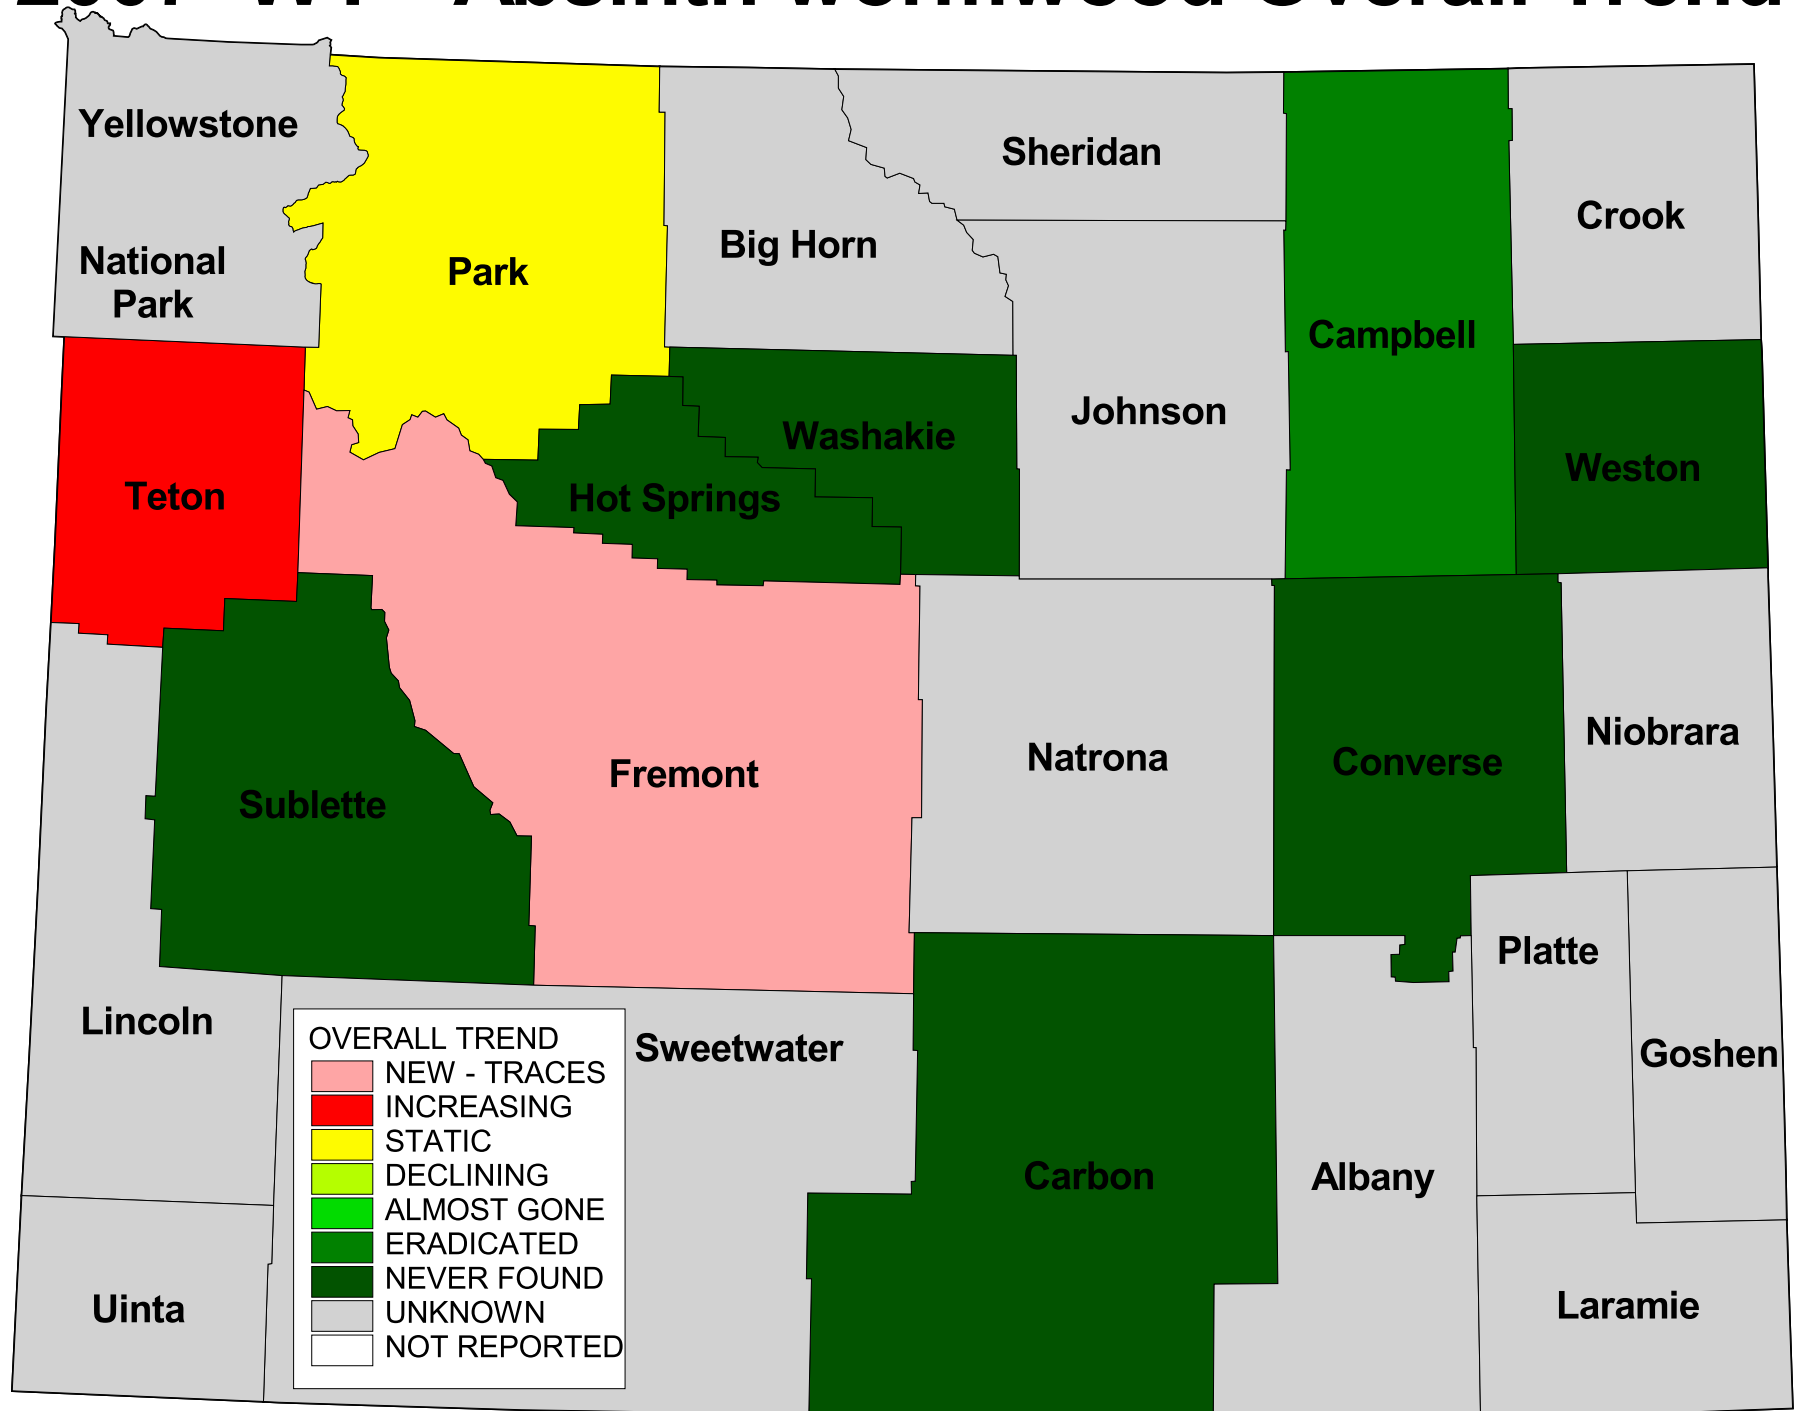 Yellowstone
National
Park
Park
Big Horn
Sheridan
Campbell
Crook
Johnson
Washakie
Hot Springs
Weston
Teton
Fremont
Sublette
Natrona
Converse
Niobrara
Lincoln
Sweetwater
Platte
Goshen
Carbon
Albany
Uinta
Laramie
OVERALL TREND
NEW - TRACES
INCREASING
STATIC
DECLINING
ALMOST GONE
ERADICATED
NEVER FOUND
UNKNOWN
NOT REPORTED